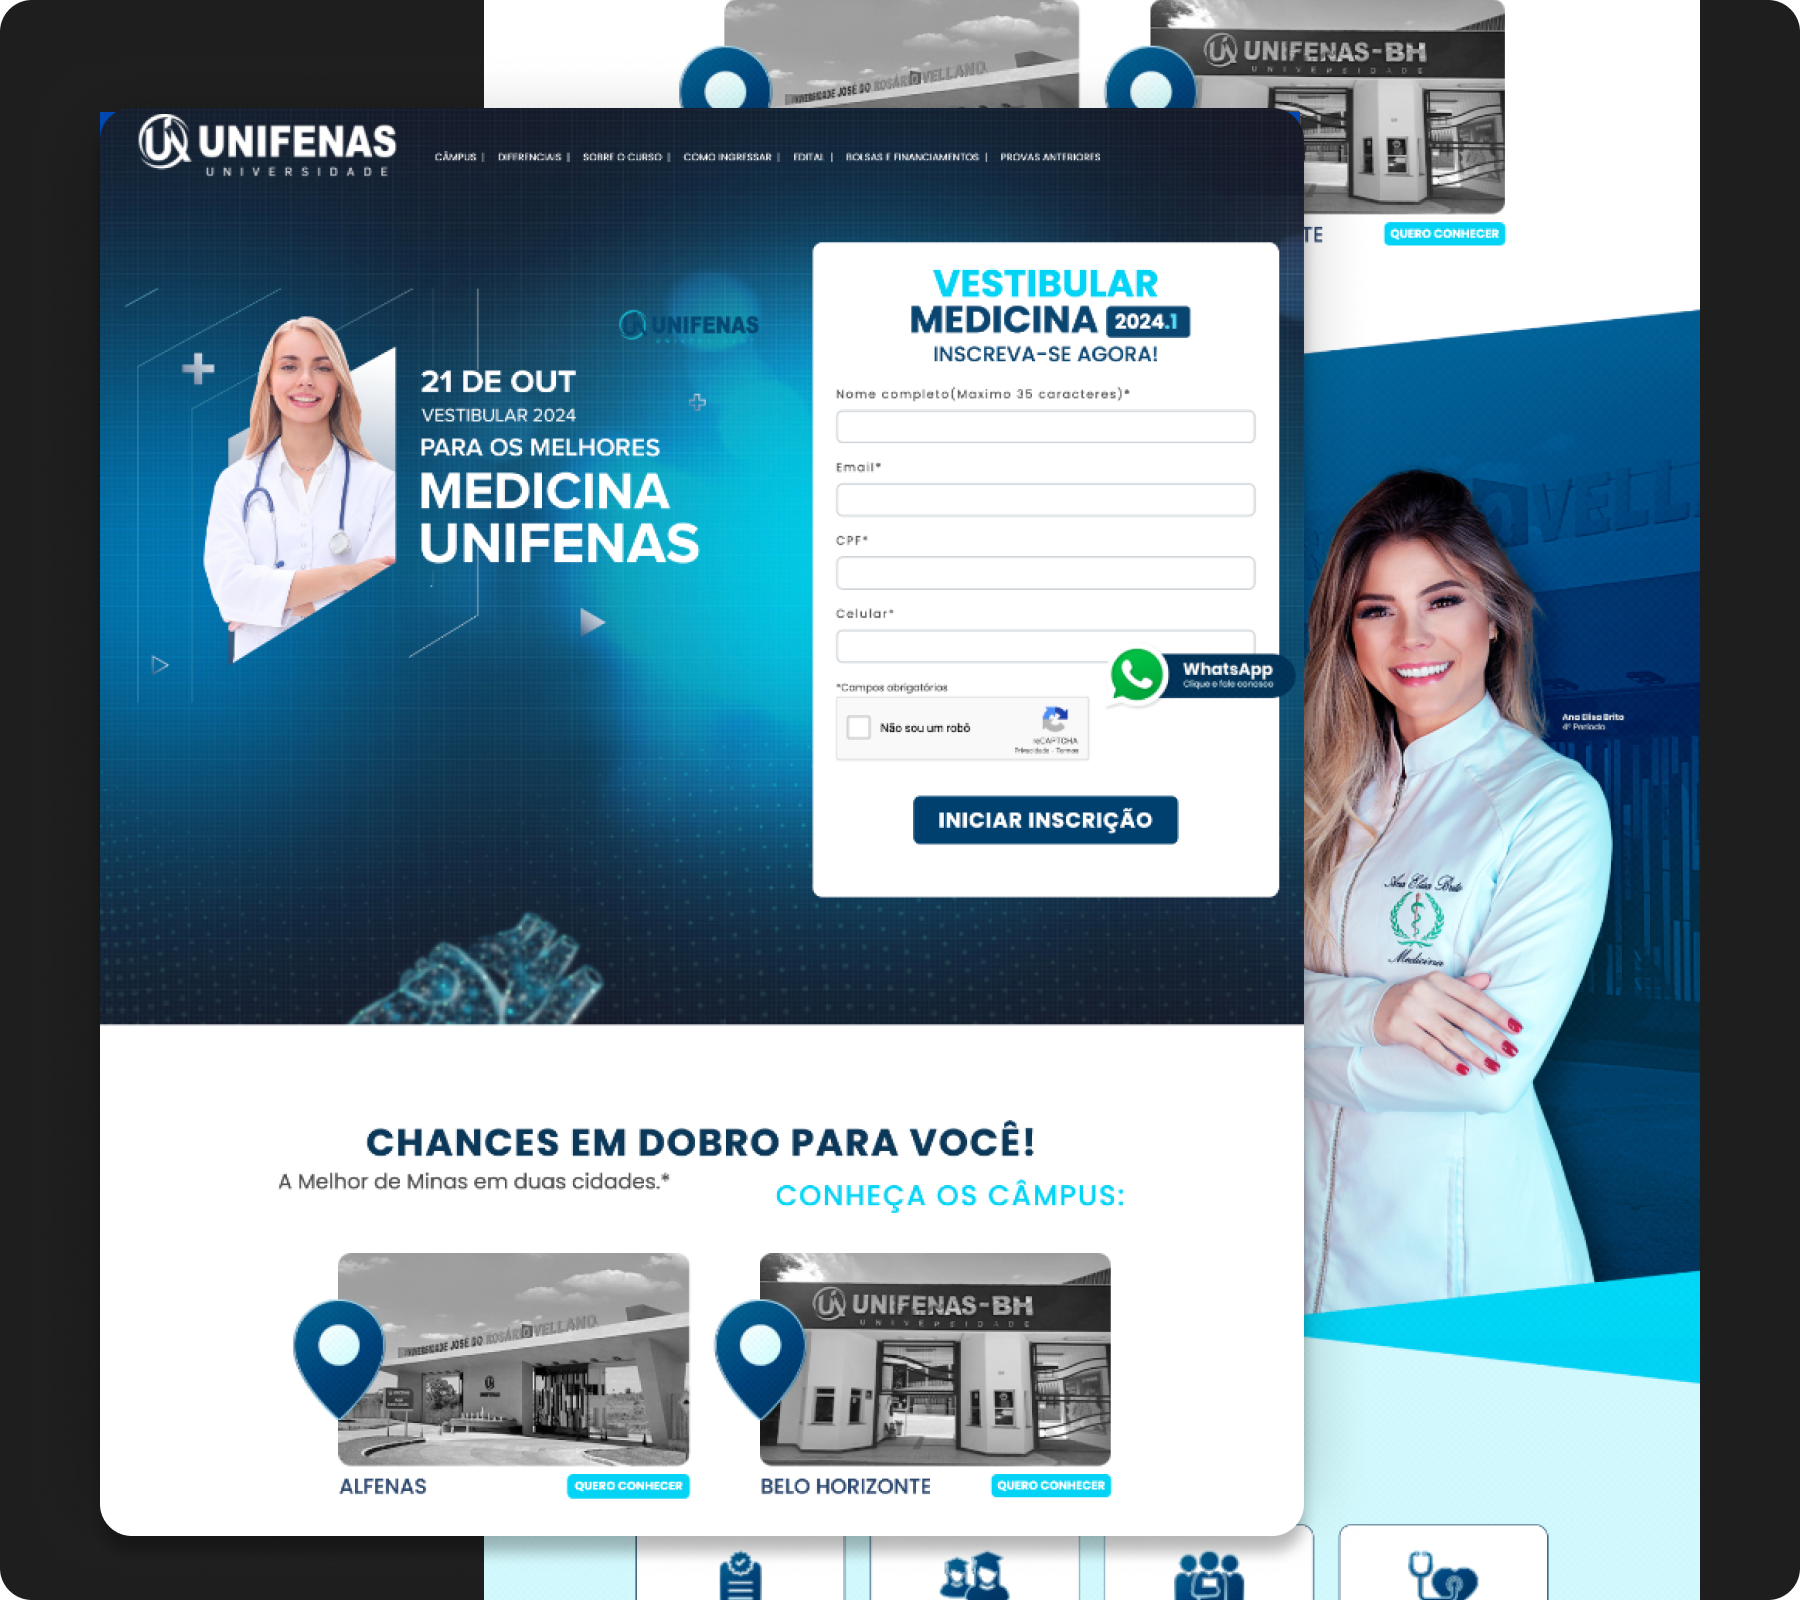 UNIFENAS-BH
UNIVERSIDADE
UNIVERSIDADE JOSÉ DO ROSÁRIO VELLANO
TE
QUERO CONHECER
UNIFENAS
UNIVERSIDADE
CÂMPUS |
DIFERENCIAIS |
SOBRE O CURSO |
COMO INGRESSAR |
EDITAL |
BOLSAS E FINANCIAMENTOS |
PROVAS ANTERIORES
UNIFENAS
21 DE OUT
VESTIBULAR 2024
PARA OS MELHORES
MEDICINA
UNIFENAS
VESTIBULAR
MEDICINA 2024.1
INSCREVA-SE AGORA!
Nome completo(Maximo 35 caracteres)*
Email*
CPF*
Celular*
WhatsApp
Clique e fale conosco
*Campos obrigatórios
Não sou um robô
reCAPTCHA
Privacidade - Termos
INICIAR INSCRIÇÃO
VELL
Ana Elisa Brito
4º Período
Ana Elisa Brito
Medicina
CHANCES EM DOBRO PARA VOCÊ!
A Melhor de Minas em duas cidades.*
CONHEÇA OS CÂMPUS:
UNIVERSIDADE JOSÉ DO ROSÁRIO VELLANO
UNIFENAS-BH
UNIVERSIDADE
ALFENAS
QUERO CONHECER
BELO HORIZONTE
QUERO CONHECER